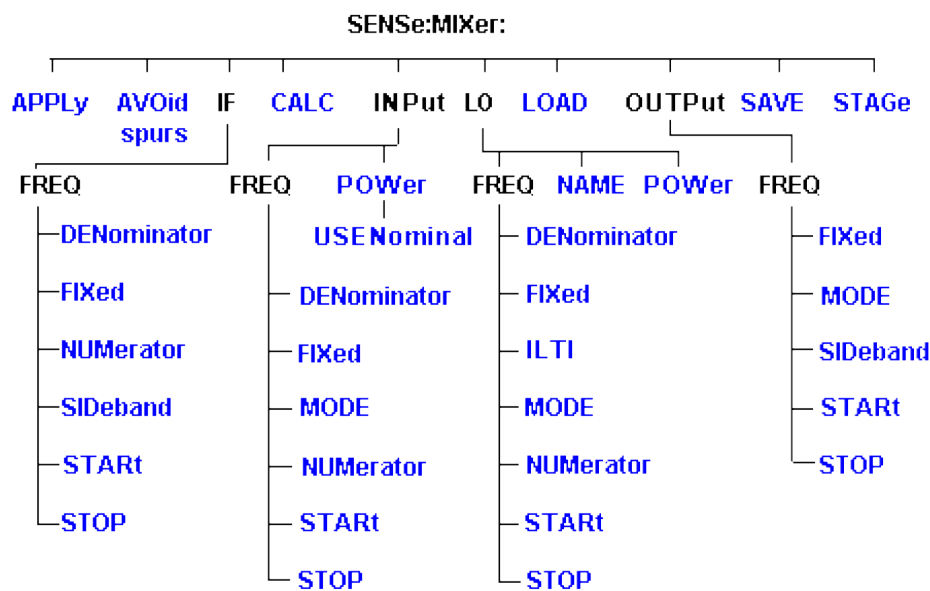 SENSe:MIXer:
APPLy AVOid spurs IF CALC INPut LO LOAD OUTPut SAVE STAGe
FREQ FREQ POWer FREQ NAME POWer FREQ
DENominator USENominal DENominator FIXed
FIXed DENominator FIXed MODE
NUMerator FIXed ILTI SIDeband
SIDeband MODE MODE STARt
STARt NUMerator NUMerator STOP
STOP STARt STARt
STOP STOP